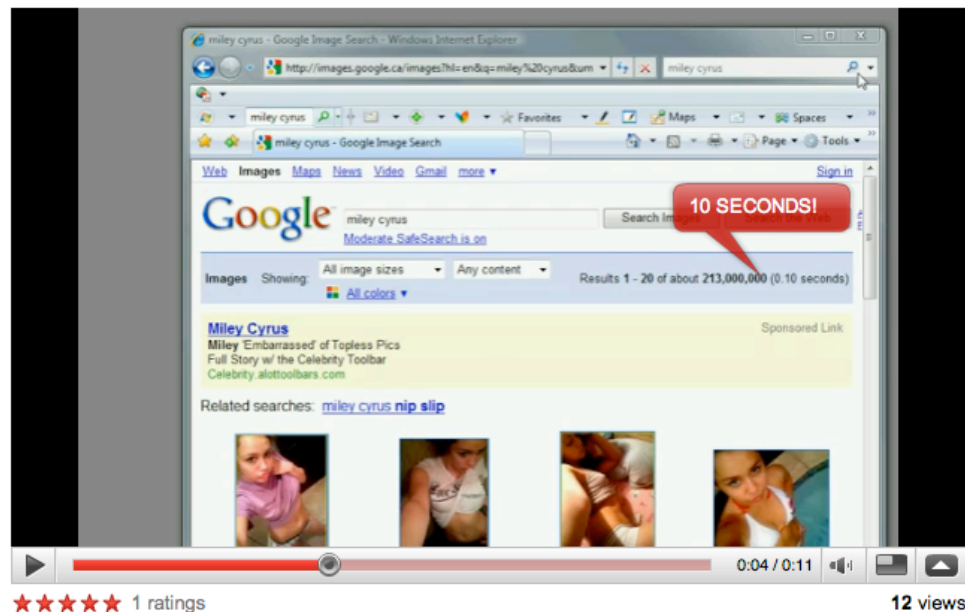 miley cyrus - Google Image Search - Windows Internet Explorer
http://images.google.ca/images?hl=en&q=miley%20cyrus&um
miley cyrus
miley cyrus
Favorites
Maps
Spaces
miley cyrus - Google Image Search
Page
Tools
Web Images Maps News Video Gmail more
Sign in
10 SECONDS!
Google
miley cyrus
Search Images
Search the Web
Moderate SafeSearch is on
Images Showing:
All image sizes
Any content
Results 1 - 20 of about 213,000,000 (0.10 seconds)
All colors
Miley Cyrus
Sponsored Link
Miley 'Embarrassed' of Topless Pics
Full Story w/ the Celebrity Toolbar
Celebrity.alottoolbars.com
Related searches: miley cyrus nip slip
0:04 / 0:11
1 ratings
12 views